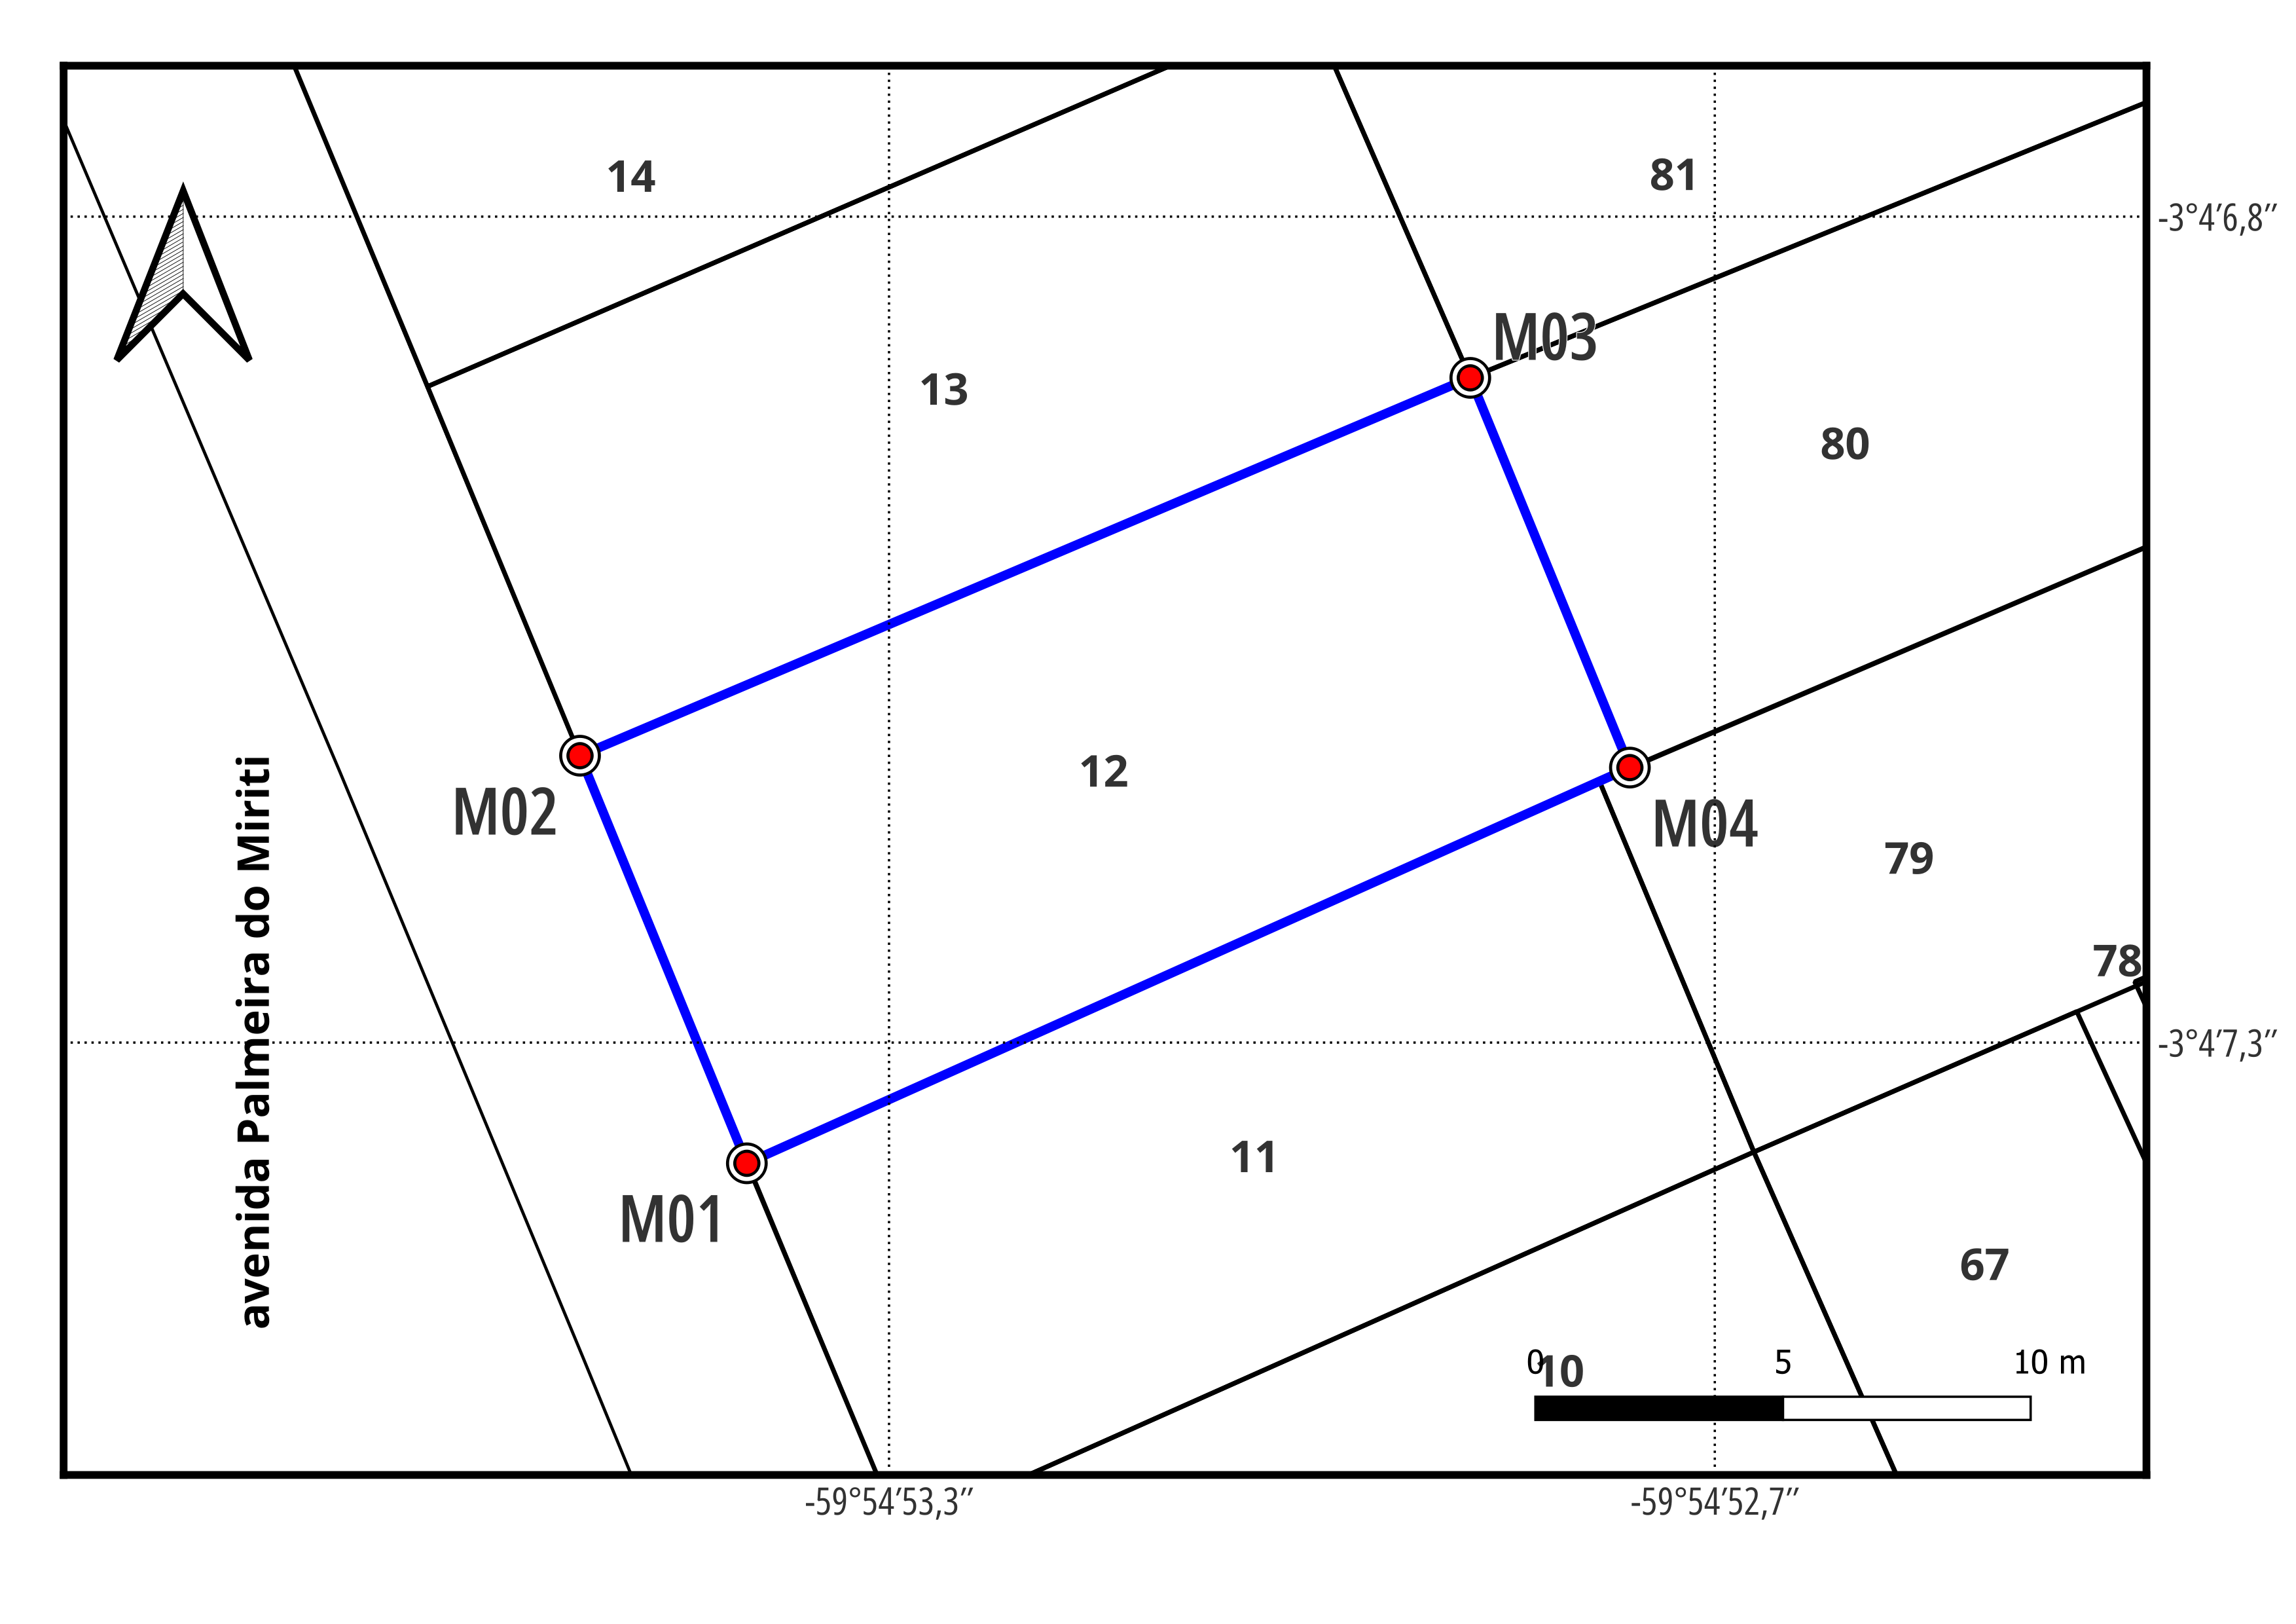 14
81
-3°4′6,8″
M03
13
80
12
M02
M04
79
avenida Palmeira do Miriti
78
-3°4′7,3″
11
M01
67
0 5 10 m
10
-59°54′53,3″
-59°54′52,7″